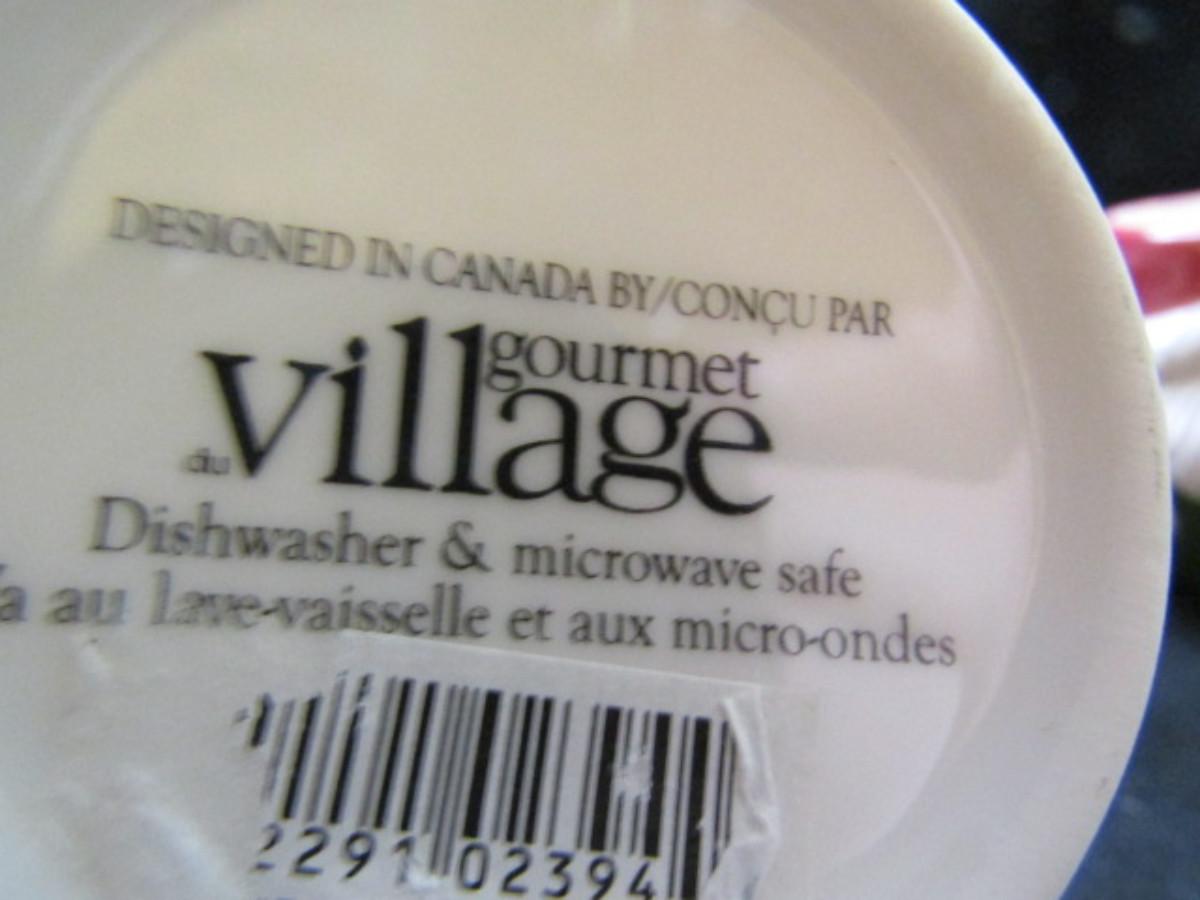 DESIGNED IN CANADA BY/CONÇU PAR
gourmet
du village
Dishwasher & microwave safe
a au lave-vaisselle et aux micro-ondes
2291 02394